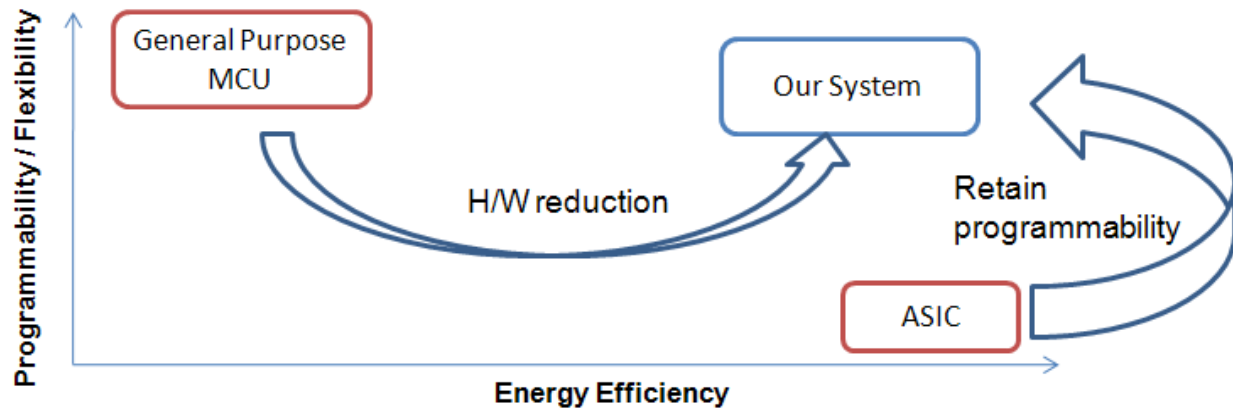 Programmability / Flexibility
General Purpose
MCU
Our System
H/W reduction
Retain
programmability
ASIC
Energy Efficiency